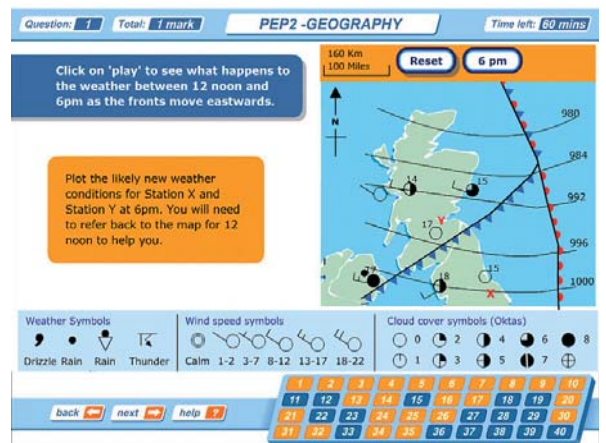 Question: 1 Total: 1 mark PEP2 -GEOGRAPHY Time left: 60 mins
Click on 'play' to see what happens to
the weather between 12 noon and
6pm as the fronts move eastwards.
Plot the likely new weather
conditions for Station X and
Station Y at 6pm. You will need
to refer back to the map for 12
noon to help you.
160 Km
100 Miles
Reset 6 pm
N
980
984
992
996
1000
14
15
17
Y
18
15
X
Weather Symbols
Drizzle Rain Rain Thunder
Wind speed symbols
Calm 1-2 3-7 8-12 13-17 18-22
Cloud cover symbols (Oktas)
0 2 4 6 8
1 3 5 7
back next help ?
1 2 3 4 5 6 7 8 9 10
11 12 13 14 15 16 17 18 19 20
21 22 23 24 25 26 27 28 29 30
31 32 33 34 35 36 37 38 39 40